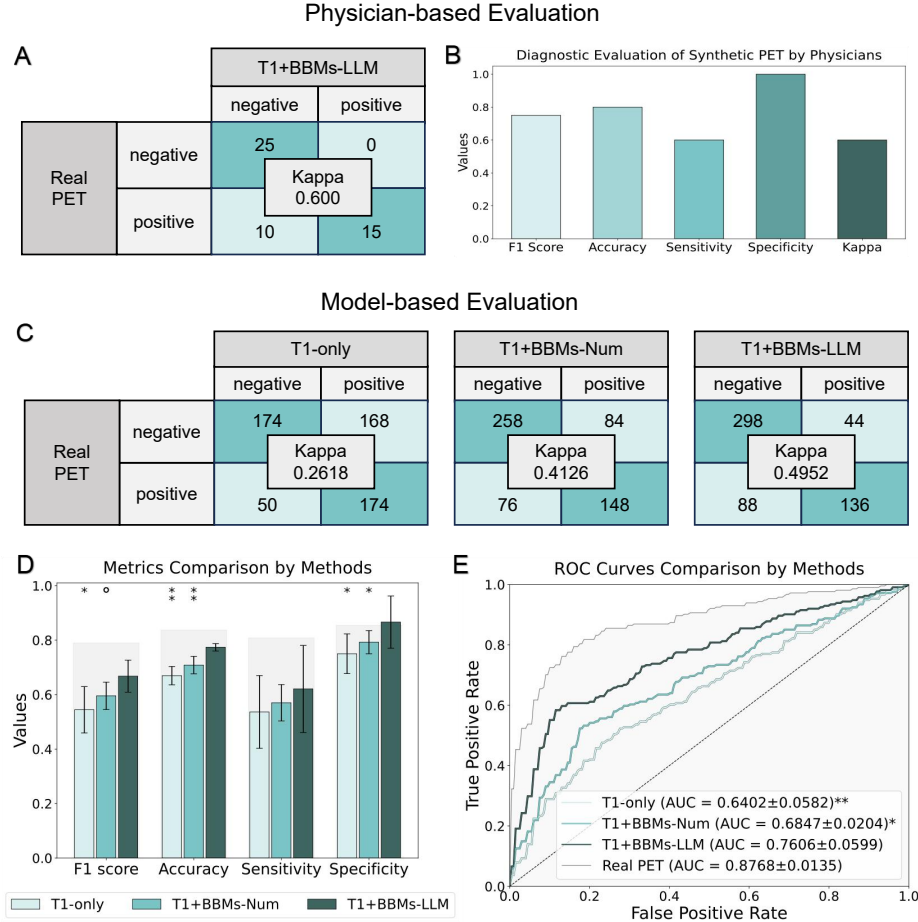 Physician-based Evaluation
A
T1+BBMs-LLM
negative positive
Real PET
negative 25 0
Kappa
0.600
positive 10 15
B
Diagnostic Evaluation of Synthetic PET by Physicians
Values
1.0
0.8
0.6
0.4
0.2
0.0
F1 Score Accuracy Sensitivity Specificity Kappa
Model-based Evaluation
C
T1-only T1+BBMs-Num T1+BBMs-LLM
negative positive negative positive negative positive
Real PET
negative 174 168 258 84 298 44
Kappa Kappa Kappa
0.2618 0.4126 0.4952
positive 50 174 76 148 88 136
D
Metrics Comparison by Methods
Values
1.0
0.8
0.6
0.4
0.2
0.0
* ° ** ** * *
F1 score Accuracy Sensitivity Specificity
T1-only T1+BBMs-Num T1+BBMs-LLM
E
ROC Curves Comparison by Methods
True Positive Rate
1.0
0.8
0.6
0.4
0.2
0.0
T1-only (AUC = 0.6402±0.0582)**
T1+BBMs-Num (AUC = 0.6847±0.0204)*
T1+BBMs-LLM (AUC = 0.7606±0.0599)
Real PET (AUC = 0.8768±0.0135)
0.0 0.2 0.4 0.6 0.8 1.0
False Positive Rate